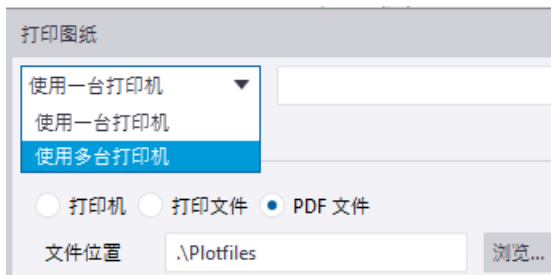 打印图纸
使用一台打印机
使用一台打印机
使用多台打印机
打印机 打印文件 PDF 文件
文件位置 .\Plotfiles 浏览...